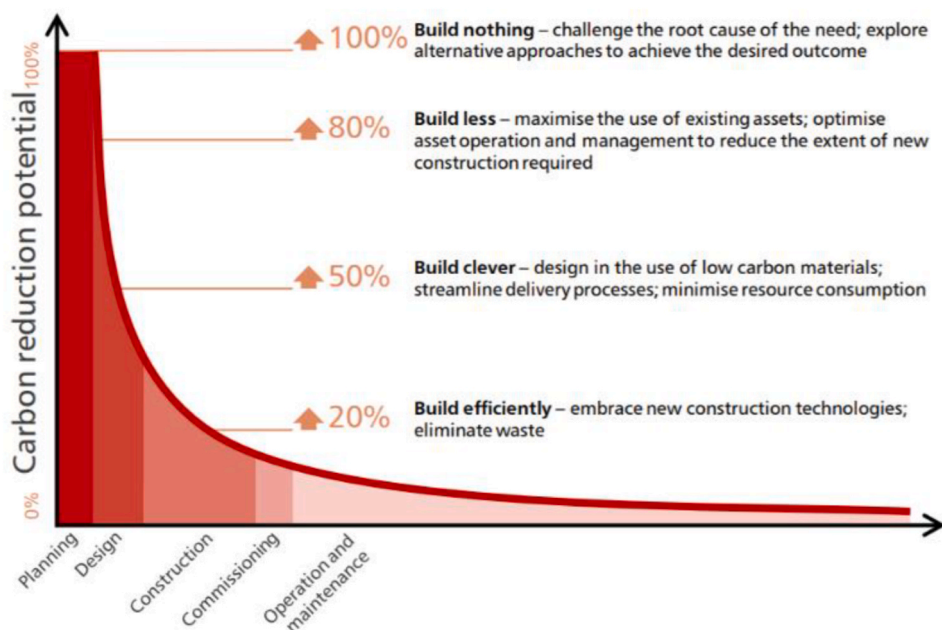 Carbon reduction potential
100%
0%
100%
Build nothing – challenge the root cause of the need; explore
alternative approaches to achieve the desired outcome
80%
Build less – maximise the use of existing assets; optimise
asset operation and management to reduce the extent of new
construction required
50%
Build clever – design in the use of low carbon materials;
streamline delivery processes; minimise resource consumption
20%
Build efficiently – embrace new construction technologies;
eliminate waste
Planning
Design
Construction
Commissioning
Operation and
maintenance